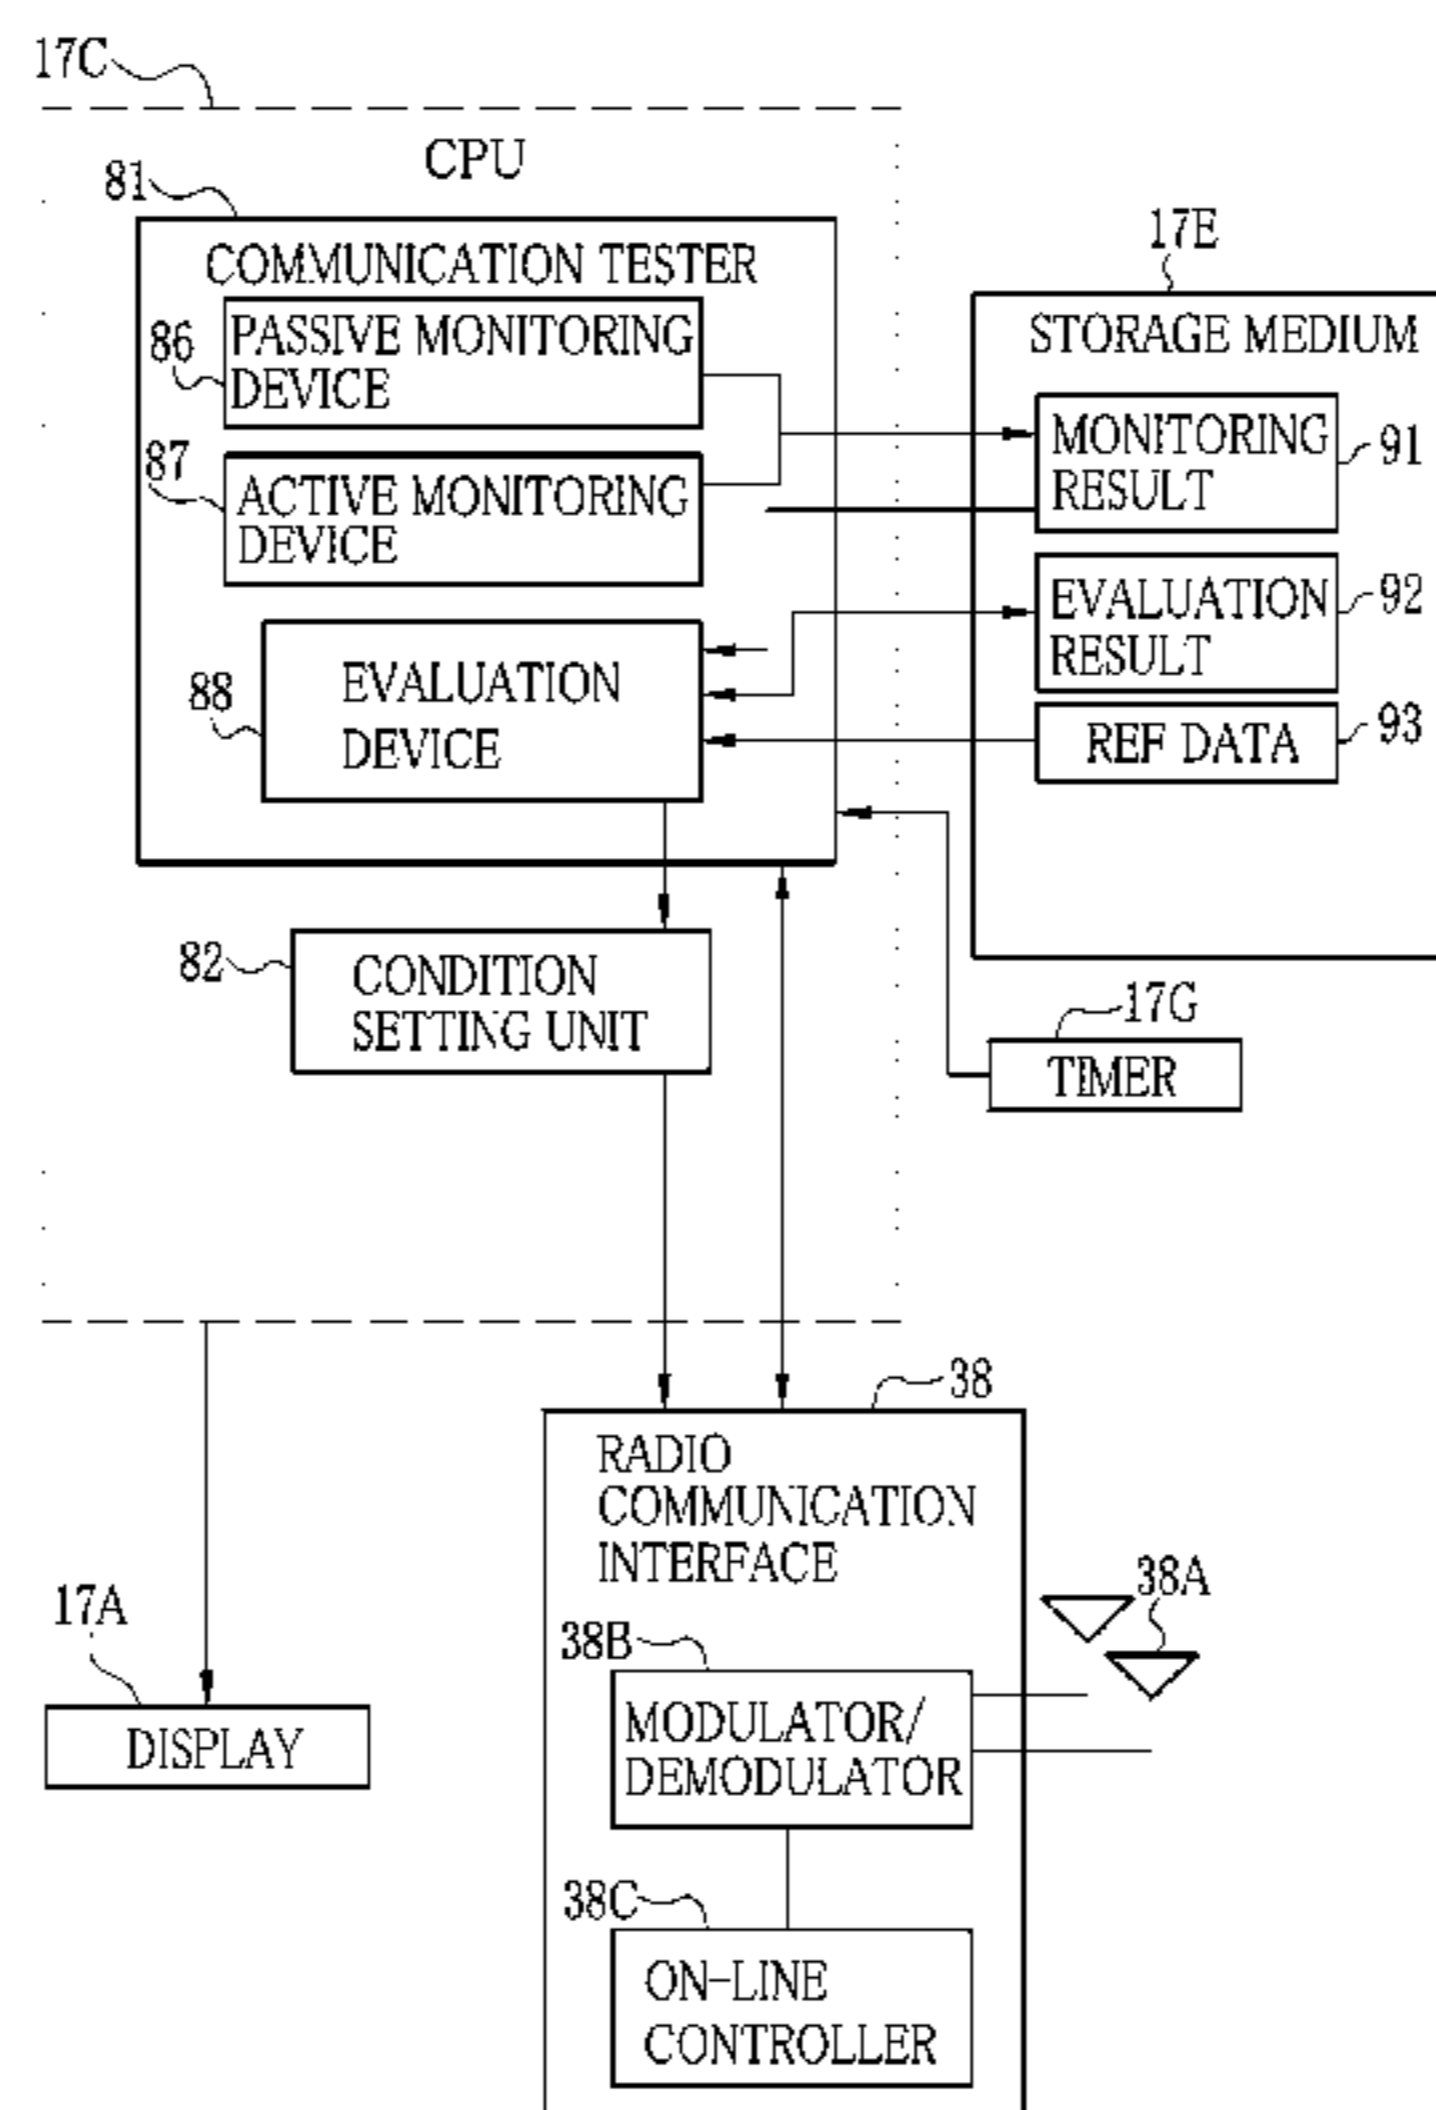 17C
CPU
81
COMMUNICATION TESTER
86
PASSIVE MONITORING
DEVICE
87
ACTIVE MONITORING
DEVICE
88
EVALUATION
DEVICE
17E
STORAGE MEDIUM
MONITORING
RESULT
91
EVALUATION
RESULT
92
REF DATA
93
82
CONDITION
SETTING UNIT
17G
TIMER
38
RADIO
COMMUNICATION
INTERFACE
38A
17A
DISPLAY
38B
MODULATOR/
DEMODULATOR
38C
ON-LINE
CONTROLLER